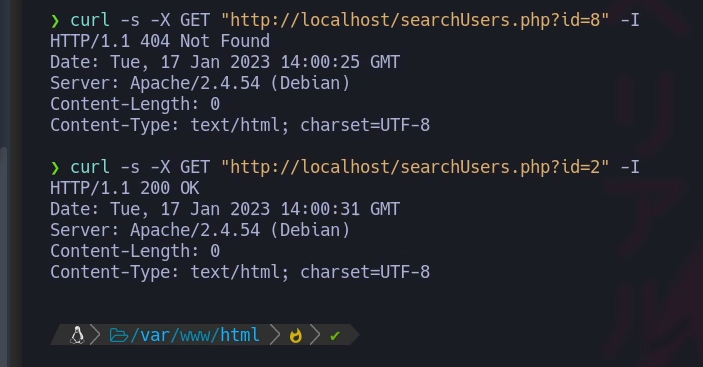 ❯ curl -s -X GET "http://localhost/searchUsers.php?id=8" -I
HTTP/1.1 404 Not Found
Date: Tue, 17 Jan 2023 14:00:25 GMT
Server: Apache/2.4.54 (Debian)
Content-Length: 0
Content-Type: text/html; charset=UTF-8
❯ curl -s -X GET "http://localhost/searchUsers.php?id=2" -I
HTTP/1.1 200 OK
Date: Tue, 17 Jan 2023 14:00:31 GMT
Server: Apache/2.4.54 (Debian)
Content-Length: 0
Content-Type: text/html; charset=UTF-8
/var/www/html ✔